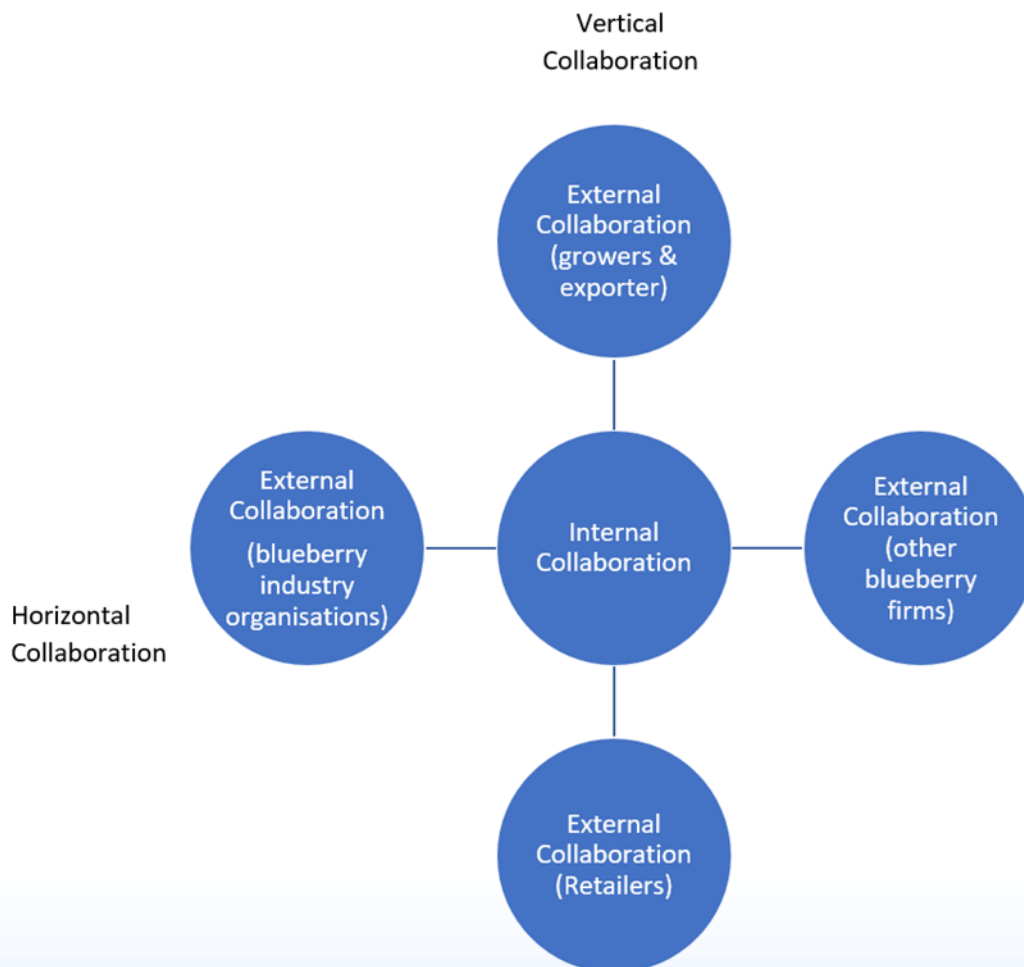 Vertical
Collaboration
External
Collaboration
(growers &
exporter)
External
Collaboration
(blueberry
industry
organisations)
Internal
Collaboration
External
Collaboration
(other
blueberry
firms)
Horizontal
Collaboration
External
Collaboration
(Retailers)